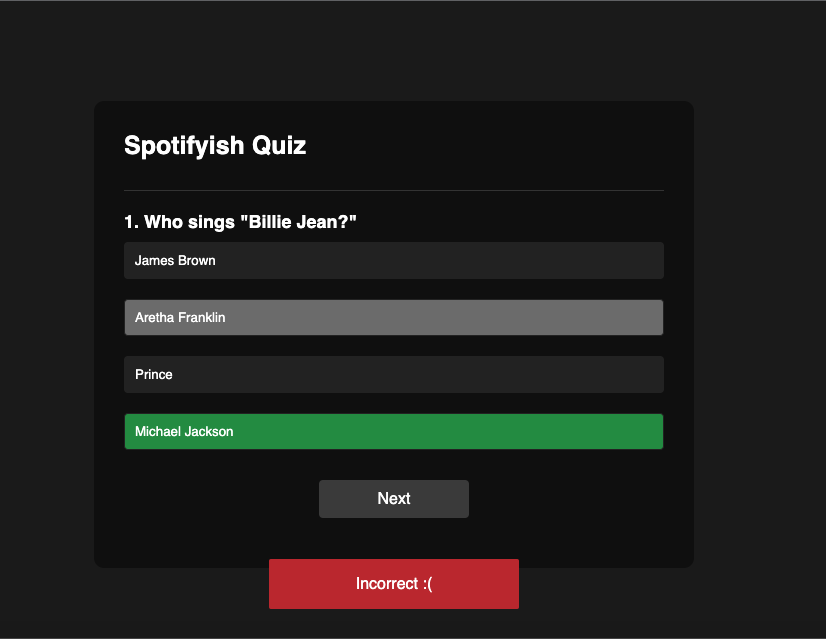 Spotifyish Quiz
1. Who sings "Billie Jean?"
James Brown
Aretha Franklin
Prince
Michael Jackson
Next
Incorrect :(